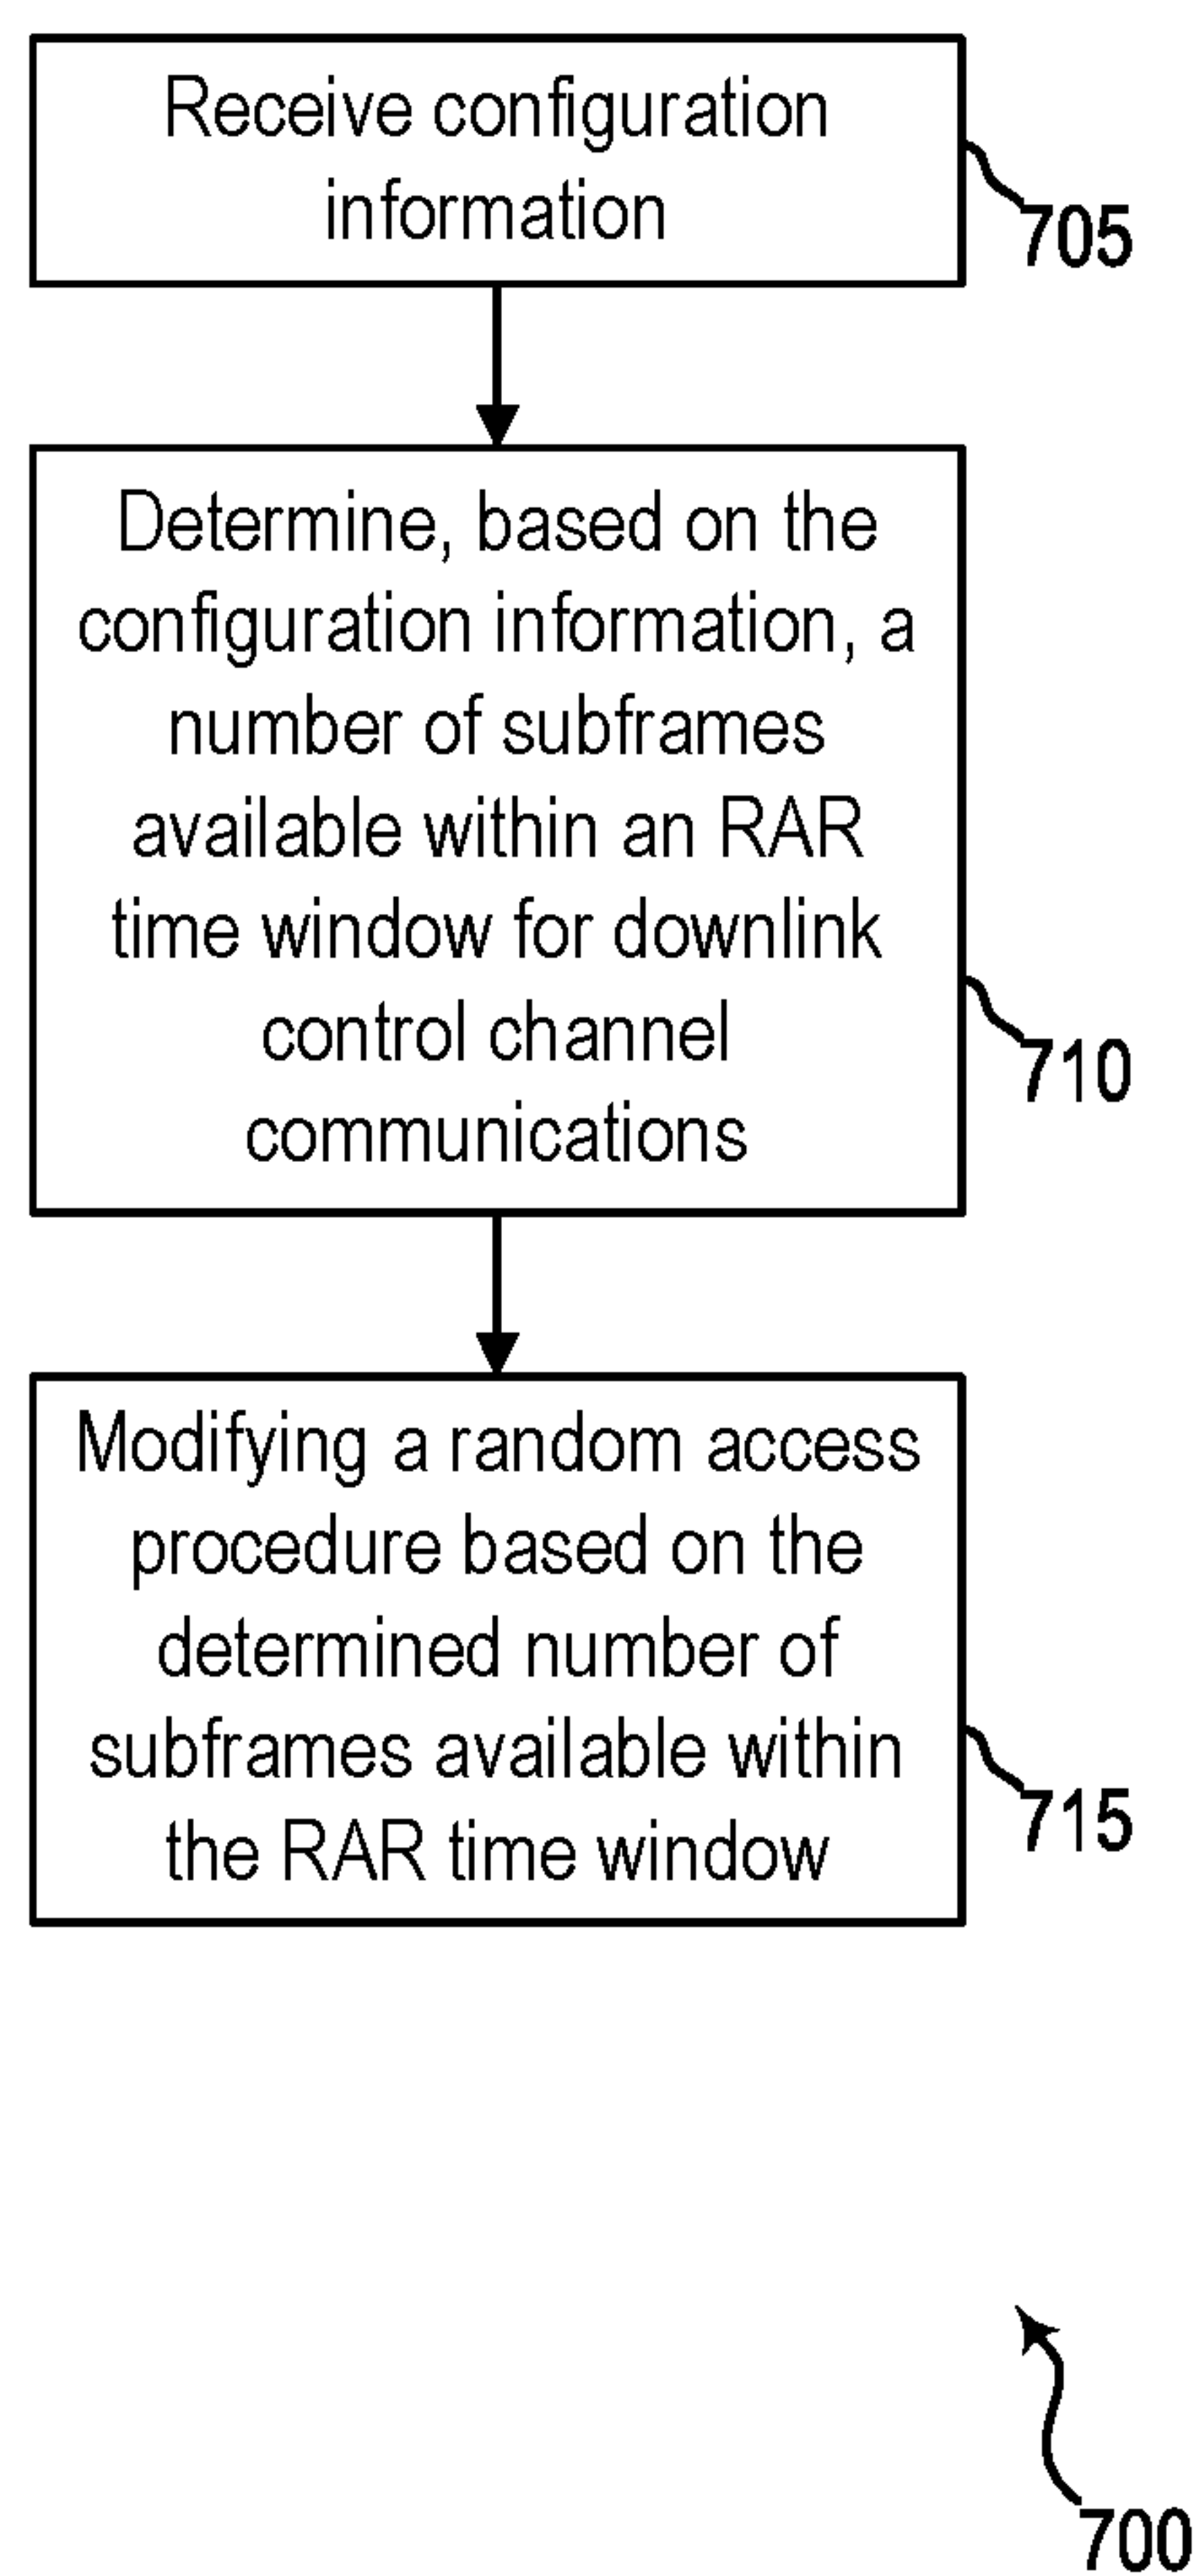 Receive configuration
information
705
Determine, based on the
configuration information, a
number of subframes
available within an RAR
time window for downlink
control channel
communications
710
Modifying a random access
procedure based on the
determined number of
subframes available within
the RAR time window
715
700